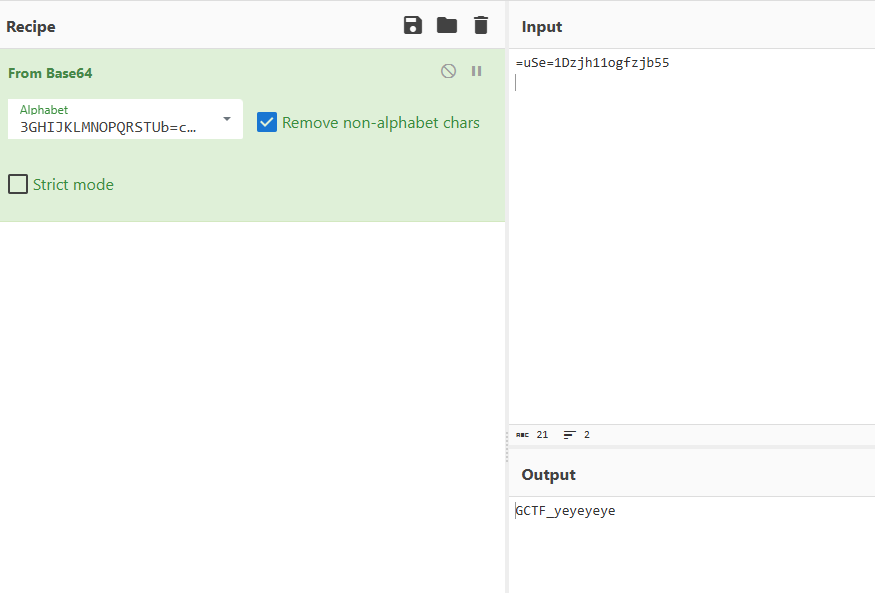 Recipe
From Base64
Alphabet
3GHIJKLMNOPQRSTUb=c…
Remove non-alphabet chars
Strict mode
Input
=uSe=1Dzjh11ogfzjb55
ABC 21 2
Output
GCTF_yeyeyeye